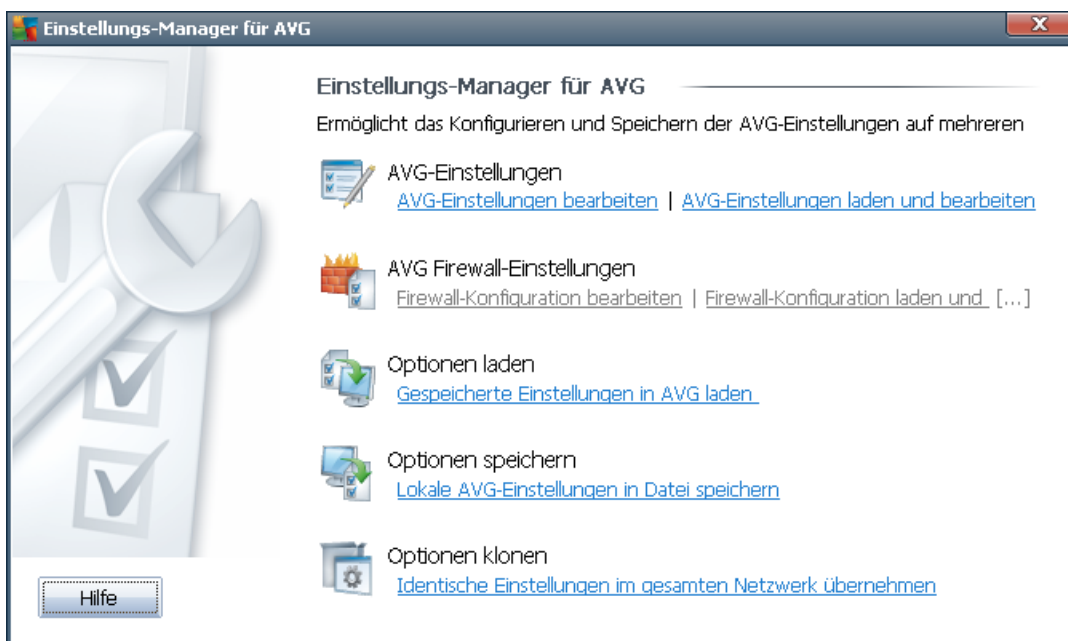 Einstellungs-Manager für AVG
Einstellungs-Manager für AVG
Ermöglicht das Konfigurieren und Speichern der AVG-Einstellungen auf mehreren
AVG-Einstellungen
AVG-Einstellungen bearbeiten | AVG-Einstellungen laden und bearbeiten
AVG Firewall-Einstellungen
Firewall-Konfiguration bearbeiten | Firewall-Konfiguration laden und [...]
Optionen laden
Gespeicherte Einstellungen in AVG laden
Optionen speichern
Lokale AVG-Einstellungen in Datei speichern
Optionen klonen
Identische Einstellungen im gesamten Netzwerk übernehmen
Hilfe